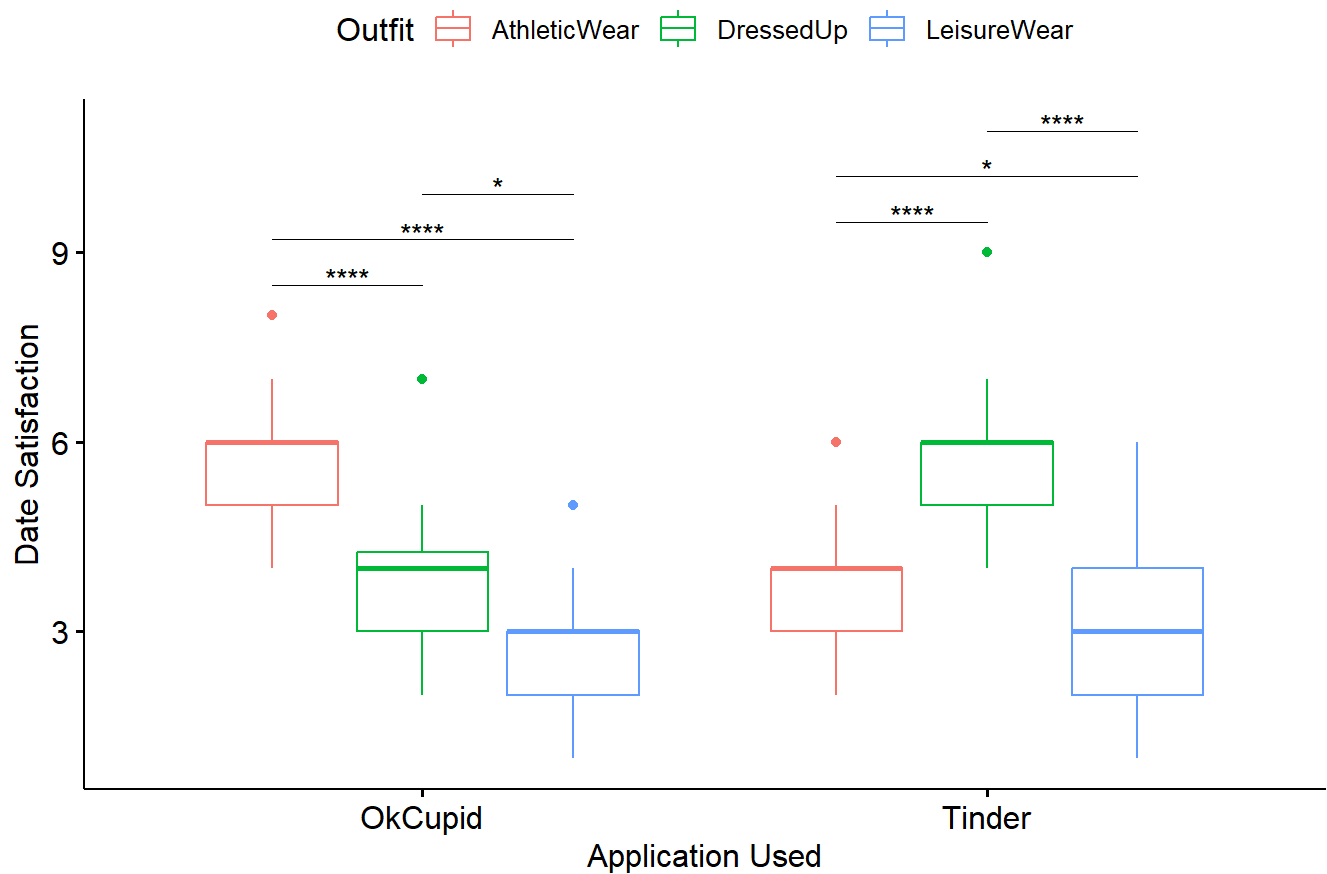 Outfit AthleticWear DressedUp LeisureWear
****
*
*
****
****
****
9
6
3
Date Satisfaction
OkCupid Tinder
Application Used